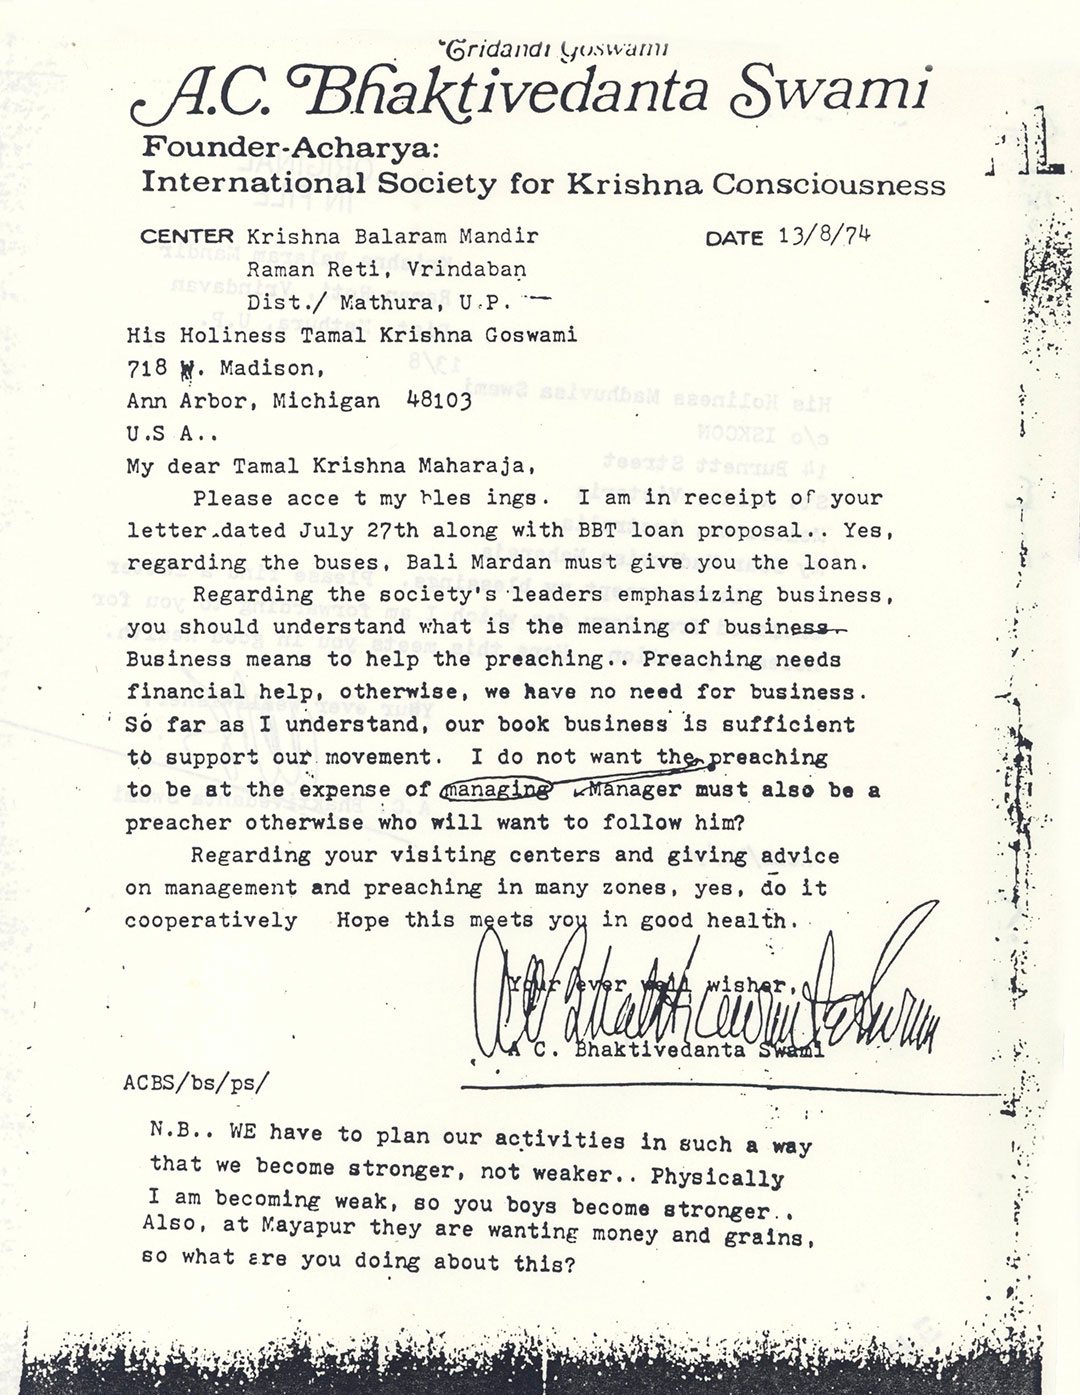 Tridandi Goswami
A.C. Bhaktivedanta Swami
Founder-Acharya:
International Society for Krishna Consciousness
CENTER Krishna Balaram Mandir DATE 13/8/74
Raman Reti, Vrindaban
Dist./ Mathura, U.P.
His Holiness Tamal Krishna Goswami
718 W. Madison,
Ann Arbor, Michigan 48103
U.S A..
My dear Tamal Krishna Maharaja,
Please acce t my bles ings. I am in receipt of your
letter dated July 27th along with BBT loan proposal.. Yes,
regarding the buses, Bali Mardan must give you the loan.
Regarding the society's leaders emphasizing business,
you should understand what is the meaning of business.
Business means to help the preaching.. Preaching needs
financial help, otherwise, we have no need for business.
So far as I understand, our book business is sufficient
to support our movement. I do not want the preaching
to be at the expense of managing Manager must also be a
preacher otherwise who will want to follow him?
Regarding your visiting centers and giving advice
on management and preaching in many zones, yes, do it
cooperatively Hope this meets you in good health.
Your ever well wisher,
A.C. Bhaktivedanta Swami
A C. Bhaktivedanta Swami
ACBS/bs/ps/
N.B.. WE have to plan our activities in such a way
that we become stronger, not weaker.. Physically
I am becoming weak, so you boys become stronger..
Also, at Mayapur they are wanting money and grains,
so what are you doing about this?